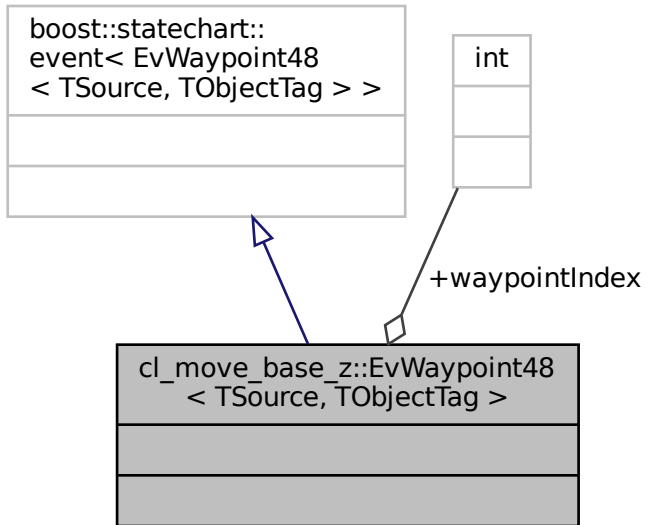 boost::statechart::
event< EvWaypoint48
< TSource, TObjectTag > >
int
+waypointIndex
cl_move_base_z::EvWaypoint48
< TSource, TObjectTag >